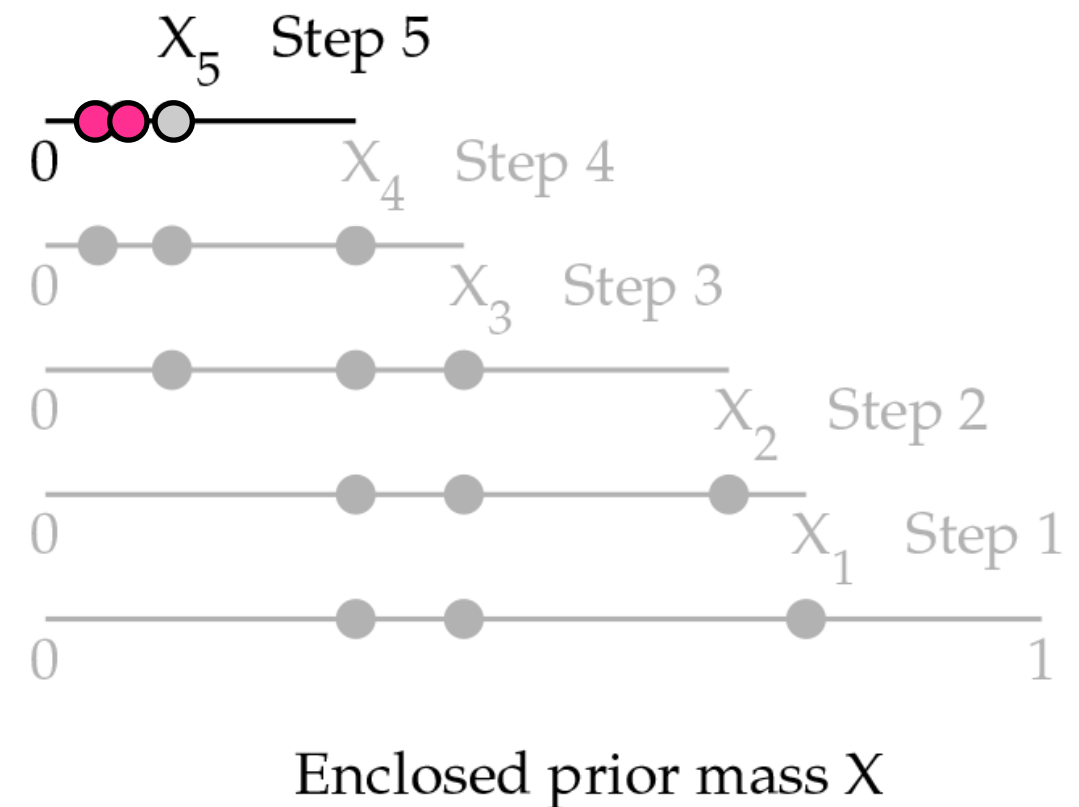 X5 Step 5
0
X4 Step 4
0
X3 Step 3
0
X2 Step 2
0
X1 Step 1
0 1
Enclosed prior mass X